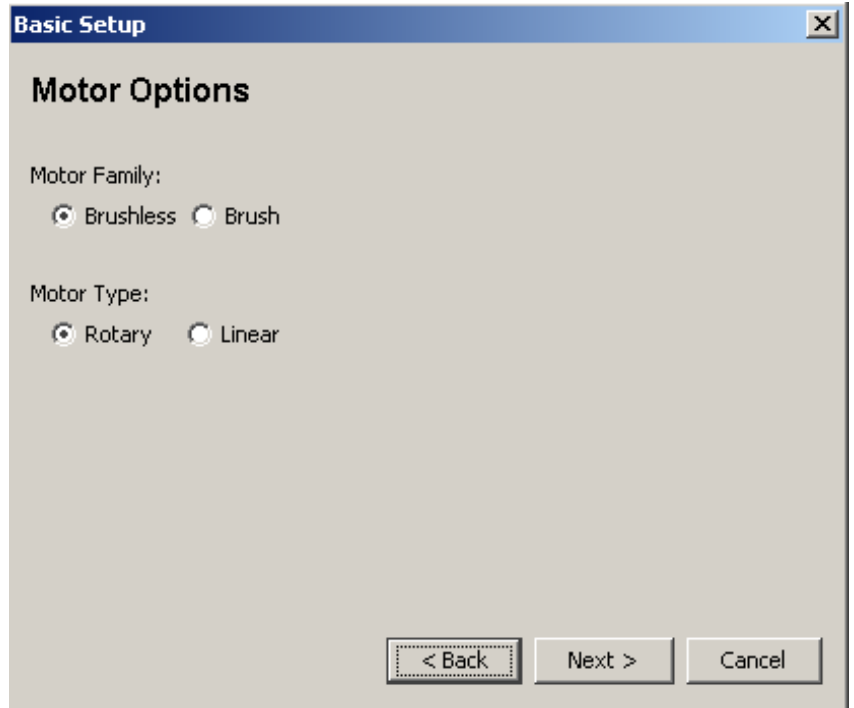 Basic Setup
Motor Options
Motor Family:
Brushless Brush
Motor Type:
Rotary Linear
< Back Next > Cancel